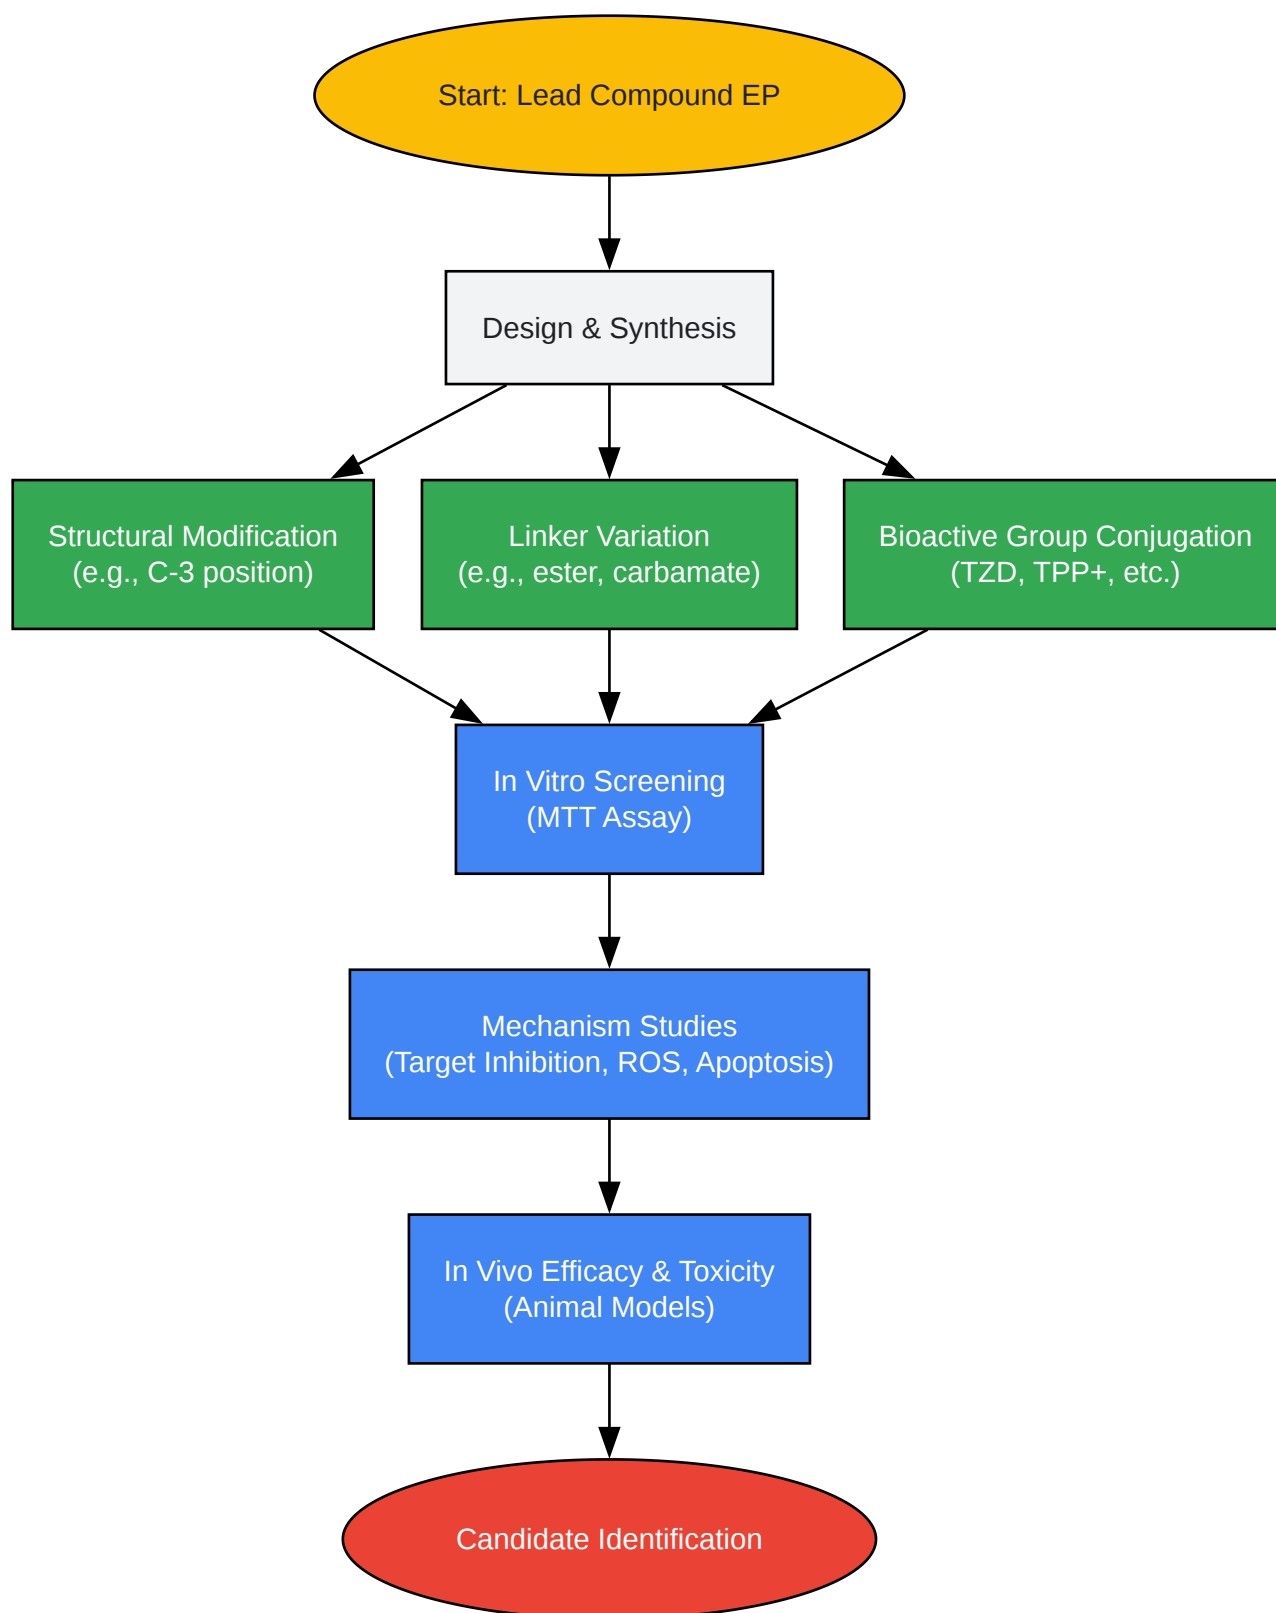 Start: Lead Compound EP
Design & Synthesis
Structural Modification
(e.g., C-3 position)
Linker Variation
(e.g., ester, carbamate)
Bioactive Group Conjugation
(TZD, TPP+, etc.)
In Vitro Screening
(MTT Assay)
Mechanism Studies
(Target Inhibition, ROS, Apoptosis)
In Vivo Efficacy & Toxicity
(Animal Models)
Candidate Identification